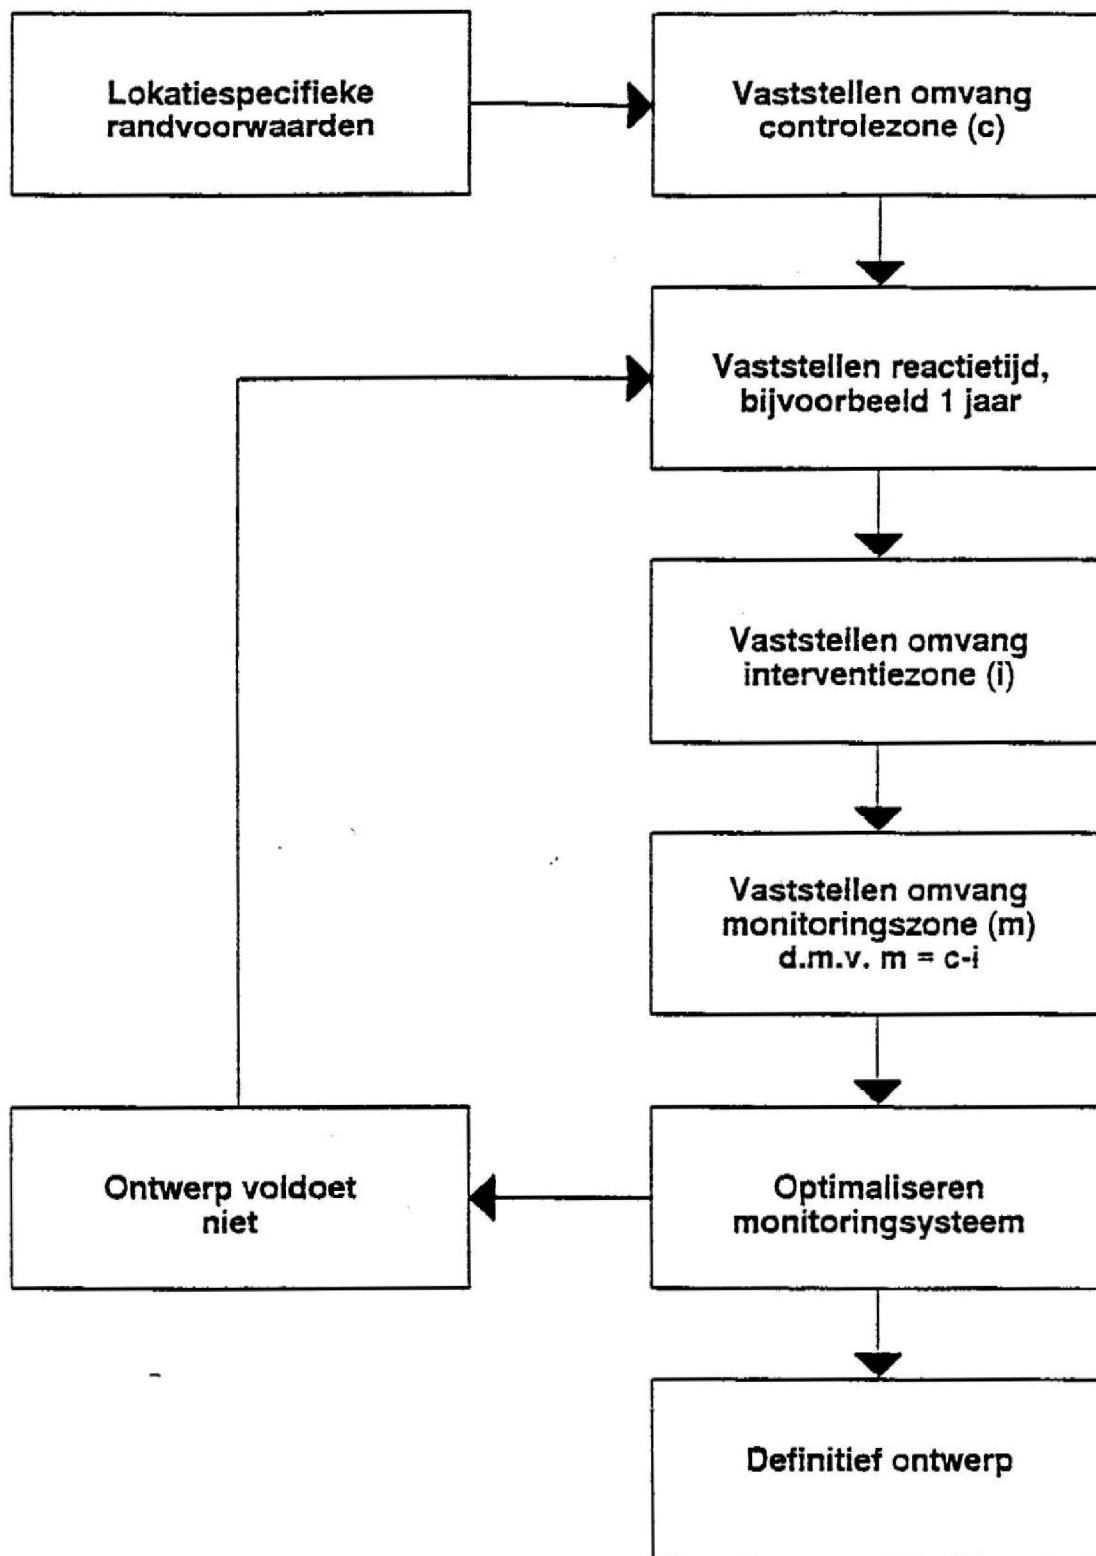 Lokatiespecifieke
randvoorwaarden
Vaststellen omvang
controlezone (c)
Vaststellen reactietijd,
bijvoorbeeld 1 jaar
Vaststellen omvang
interventiezone (i)
Vaststellen omvang
monitoringszone (m)
d.m.v. m = c-i
Ontwerp voldoet
niet
Optimaliseren
monitoringsysteem
Definitief ontwerp